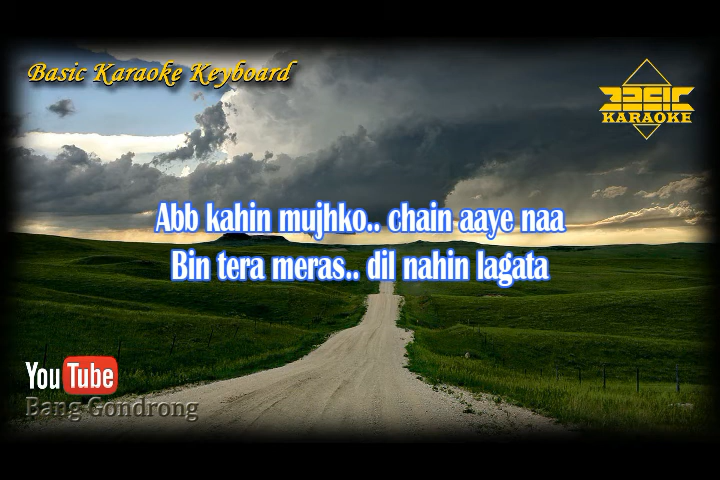 Basic Karaoke Keyboard
BASIC
KARAOKE
Abb kahin mujhko.. chain aaye naa
Bin tera meras.. dil nahin lagata
YouTube
Bang Gondrong